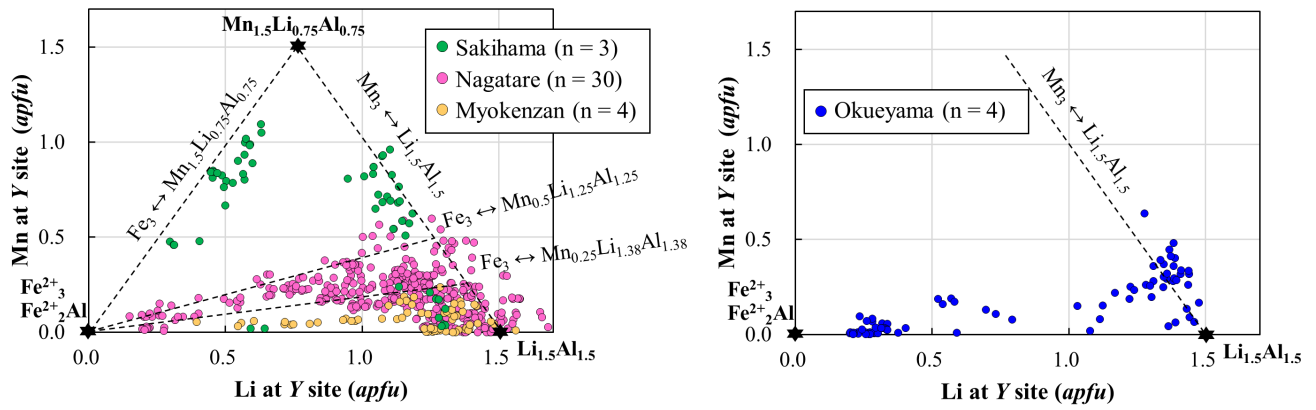 Mn1.5Li0.75Al0.75
Sakihama (n = 3)
Nagatare (n = 30)
Myokenzan (n = 4)
Fe3 ↔ Mn1.5Li0.75Al0.75
Mn3 ↔ Li1.5Al1.5
Fe3 ↔ Mn0.5Li1.25Al1.25
Fe3 ↔ Mn0.25Li1.38Al1.38
Mn at Y site (apfu)
1.5
1.0
0.5
Fe2+3
Fe2+2Al
0.0
0.0
0.5
1.0
1.5
Li1.5Al1.5
Li at Y site (apfu)
Okueyama (n = 4)
Mn3 ↔ Li1.5Al1.5
Mn at Y site (apfu)
1.5
1.0
0.5
Fe2+3
Fe2+2Al
0.0
0.0
0.5
1.0
1.5
Li1.5Al1.5
Li at Y site (apfu)